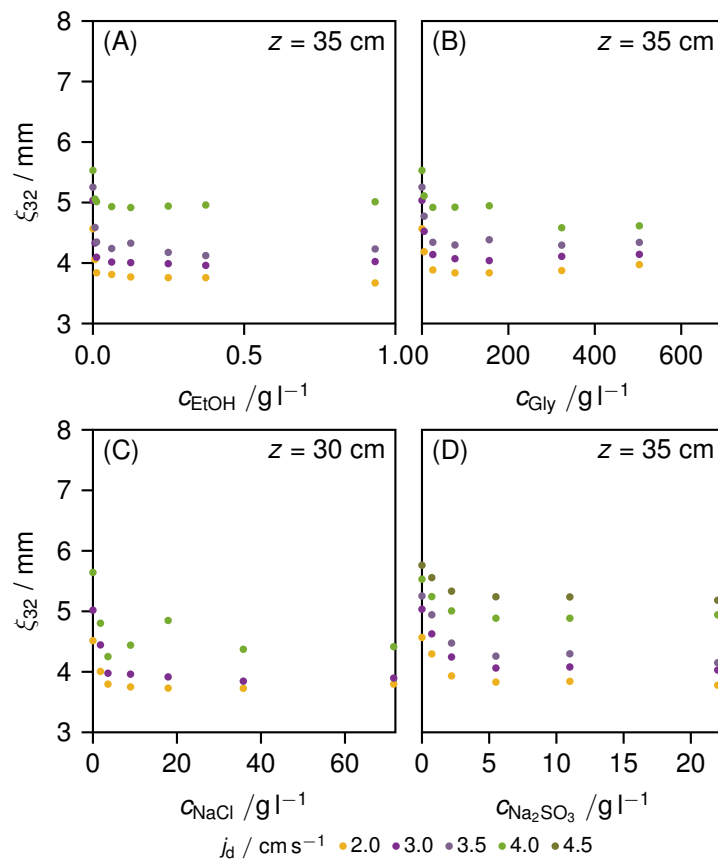 (A) z = 35 cm
(B) z = 35 cm
8
7
6
5
4
3
ξ32 / mm
0.0 0.5 1.0
0 200 400 600
cEtOH /g l−1
cGly /g l−1
(C) z = 30 cm
(D) z = 35 cm
8
7
6
5
4
3
ξ32 / mm
0 20 40 60
0 5 10 15 20
cNaCl /g l−1
cNa2SO3 /g l−1
jd / cm s−1 2.0 3.0 3.5 4.0 4.5